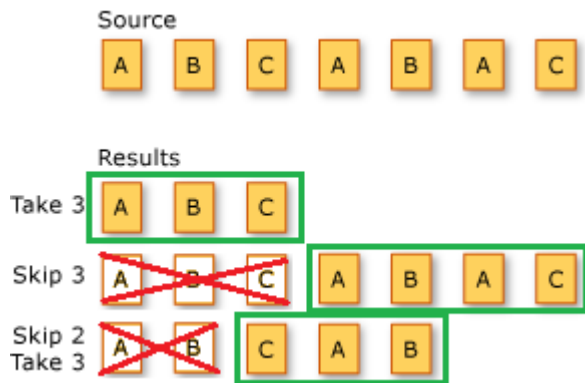 Source
A B C A B A C
Results
Take 3 A B C
Skip 3 A B C A B A C
Skip 2
Take 3 A B C A B